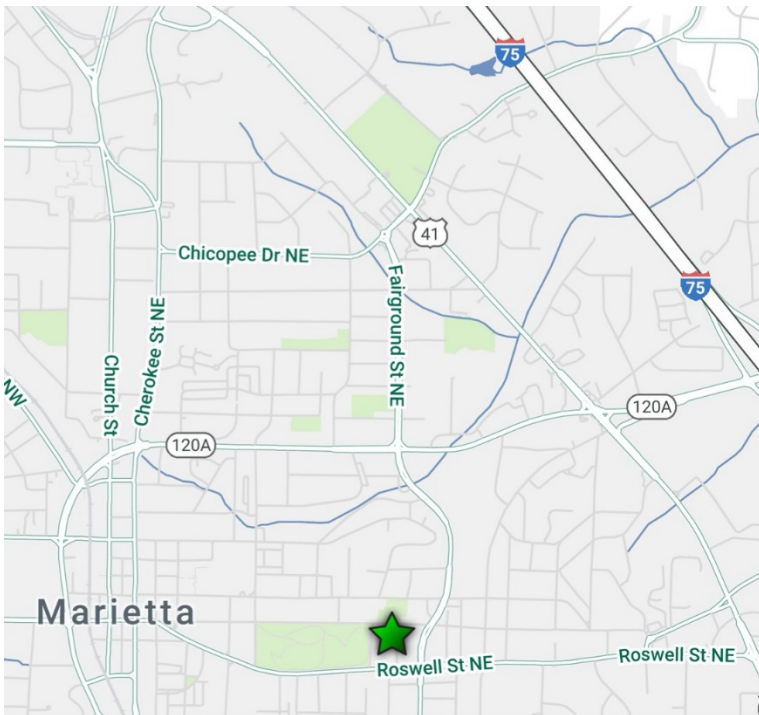 75
41
Chicopee Dr NE
75
Fairground St NE
Church St
Cherokee St NE
NW
120A
120A
Marietta
Roswell St NE
Roswell St NE